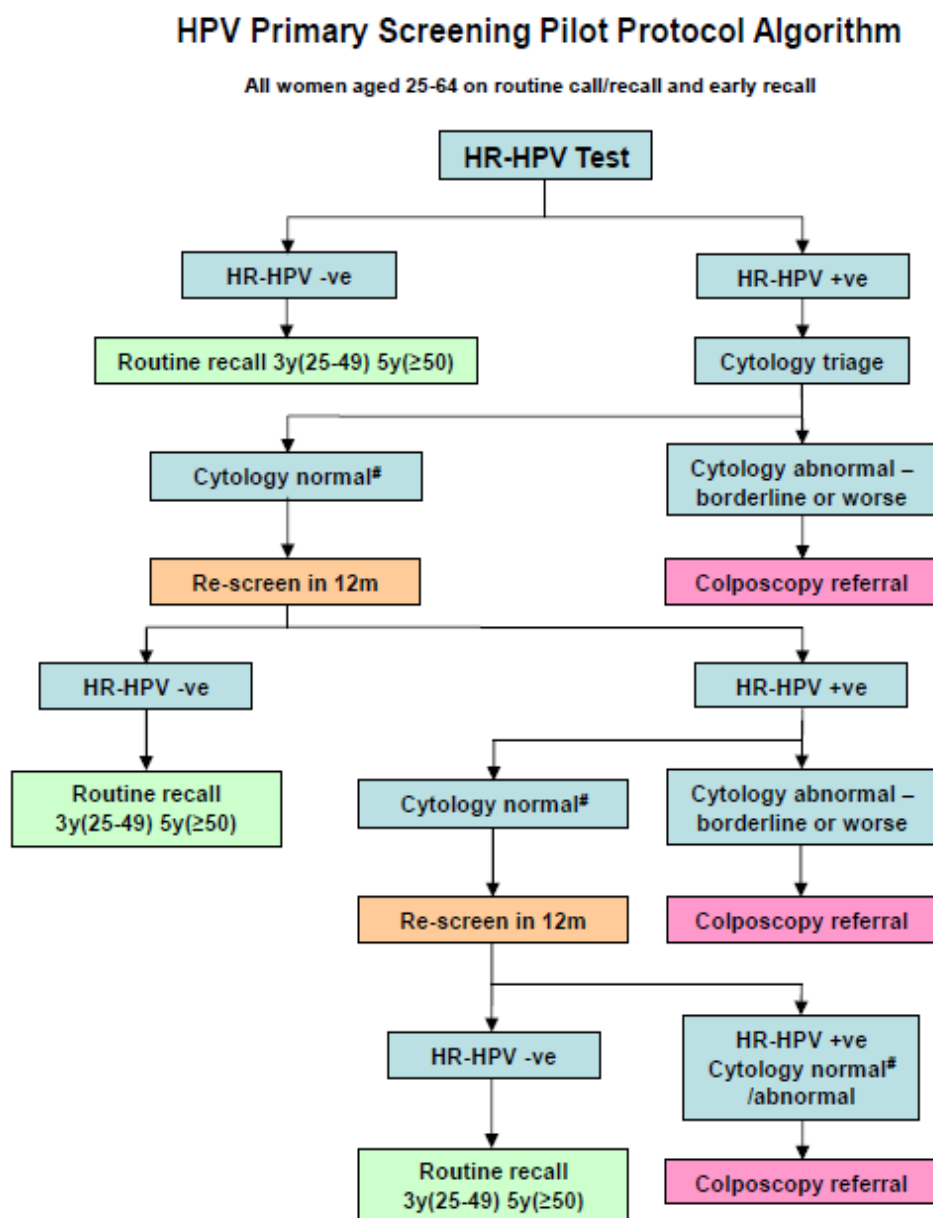 HPV Primary Screening Pilot Protocol Algorithm
All women aged 25-64 on routine call/recall and early recall
HR-HPV Test
HR-HPV -ve
HR-HPV +ve
Routine recall 3y(25-49) 5y(≥50)
Cytology triage
Cytology normal#
Cytology abnormal –
borderline or worse
Re-screen in 12m
Colposcopy referral
HR-HPV -ve
HR-HPV +ve
Routine recall
3y(25-49) 5y(≥50)
Cytology normal#
Cytology abnormal –
borderline or worse
Re-screen in 12m
Colposcopy referral
HR-HPV -ve
HR-HPV +ve
Cytology normal#
/abnormal
Routine recall
3y(25-49) 5y(≥50)
Colposcopy referral